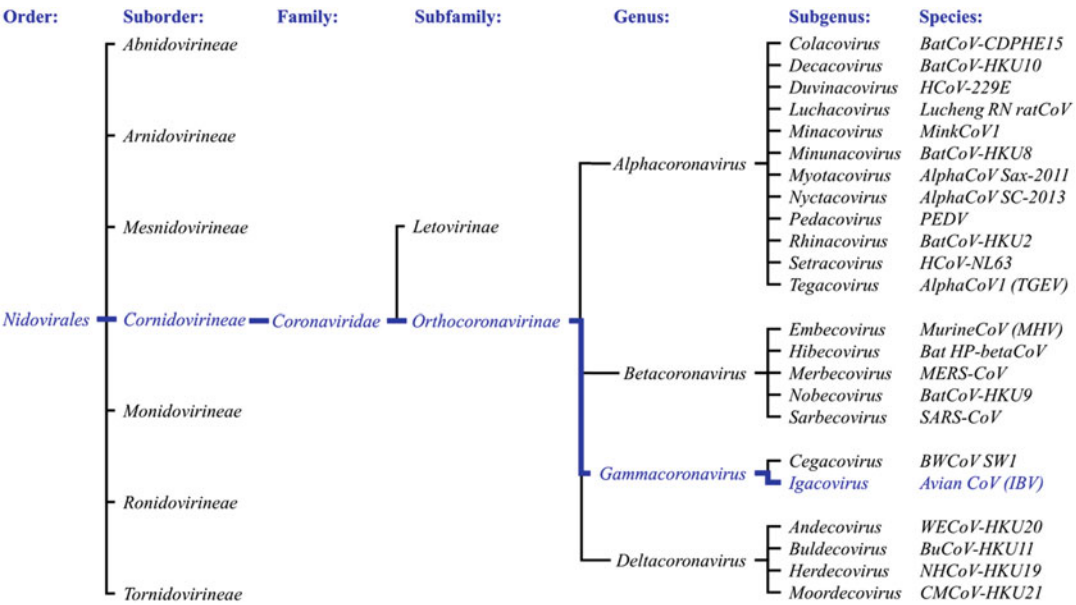 Order: Suborder: Family: Subfamily: Genus: Subgenus: Species:
Abnidovirineae
Colacovirus BatCoV-CDPHE15
Decacovirus BatCoV-HKU10
Duvinacovirus HCoV-229E
Luchacovirus Lucheng RN ratCoV
Arnidovirineae
Minacovirus MinkCoV1
Minunacovirus BatCoV-HKU8
Alphacoronavirus
Myotacovirus AlphaCoV Sax-2011
Nyctacovirus AlphaCoV SC-2013
Pedacovirus PEDV
Mesnidovirineae Letovirinae
Rhinacovirus BatCoV-HKU2
Setracovirus HCoV-NL63
Tegacovirus AlphaCoV1 (TGEV)
Nidovirales Cornidovirineae Coronaviridae Orthocoronavirinae
Embecovirus MurineCoV (MHV)
Hibecovirus Bat HP-betaCoV
Betacoronavirus Merbecovirus MERS-CoV
Nobecovirus BatCoV-HKU9
Monidovirineae
Sarbecovirus SARS-CoV
Cegacovirus BWCoV SW1
Gammacoronavirus
Igacovirus Avian CoV (IBV)
Ronidovirineae
Andecovirus WECoV-HKU20
Buldecovirus BuCoV-HKU11
Deltacoronavirus
Herdecovirus NHCoV-HKU19
Tornidovirineae Moordecovirus CMCoV-HKU21